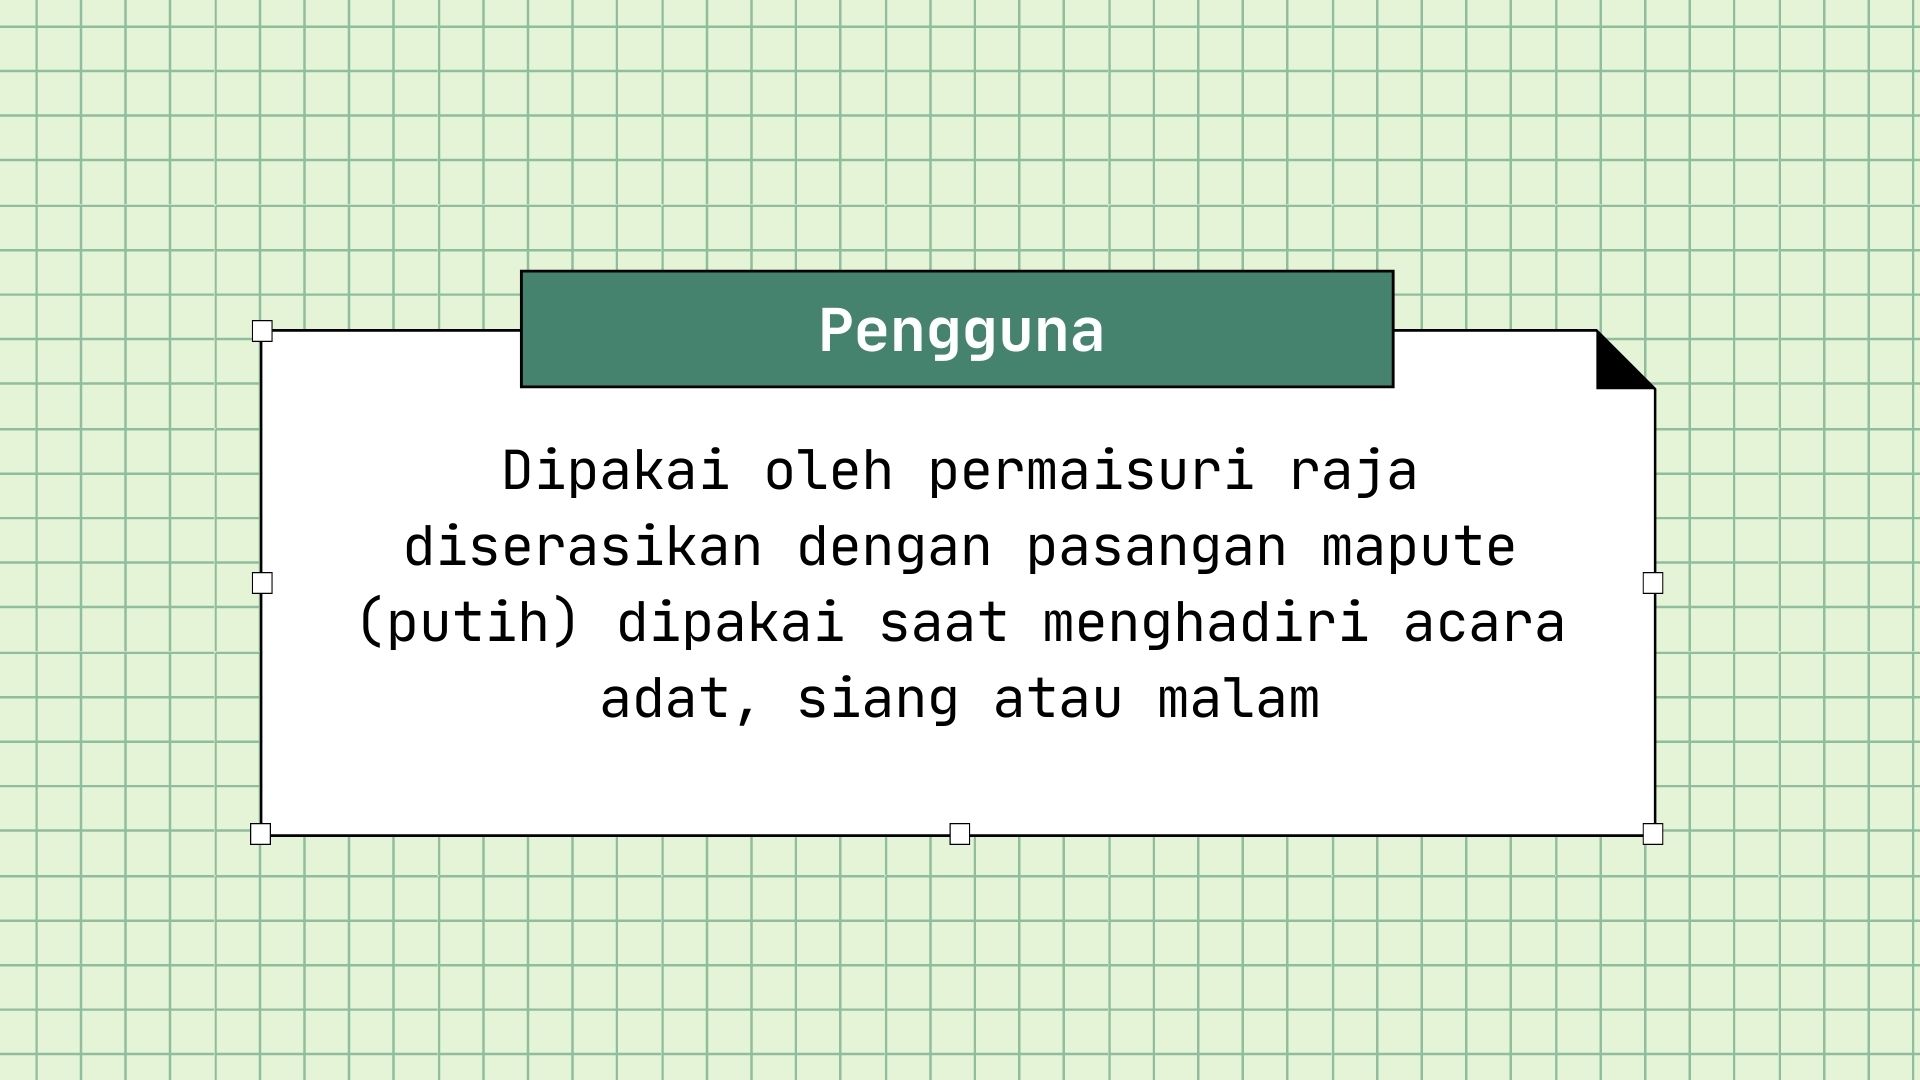 Pengguna
Dipakai oleh permaisuri raja
diserasikan dengan pasangan mapute
(putih) dipakai saat menghadiri acara
adat, siang atau malam